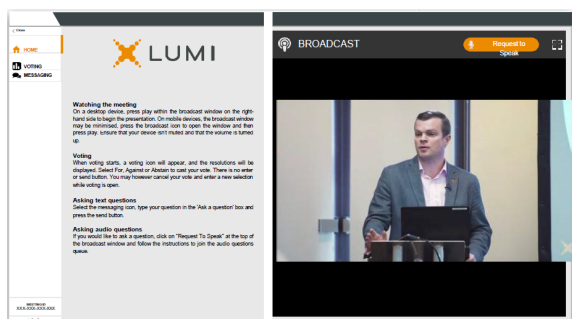 HOME
VOTING
MESSAGING
LUMI
Watching the meeting
On a desktop device, press play within the broadcast window on the right-
hand side to begin the presentation. On mobile devices, the broadcast window
may be minimised, press the broadcast icon to open the window and then
press play. Ensure that your device isn't muted and that the volume is turned
up.
Voting
When voting starts, a voting icon will appear, and the resolutions will be
displayed. Select For, Against or Abstain to cast your vote. There is no enter
or send button. You may however cancel your vote and enter a new selection
while voting is open.
Asking text questions
Select the messaging icon, type your question in the 'Ask a question' box and
press the send button.
Asking audio questions
If you would like to ask a question, click on "Request To Speak" at the top of
the broadcast window and follow the instructions to join the audio questions
queue.
MEETING ID
XXX-XXX-XXX-XXX
BROADCAST
Request to
Speak